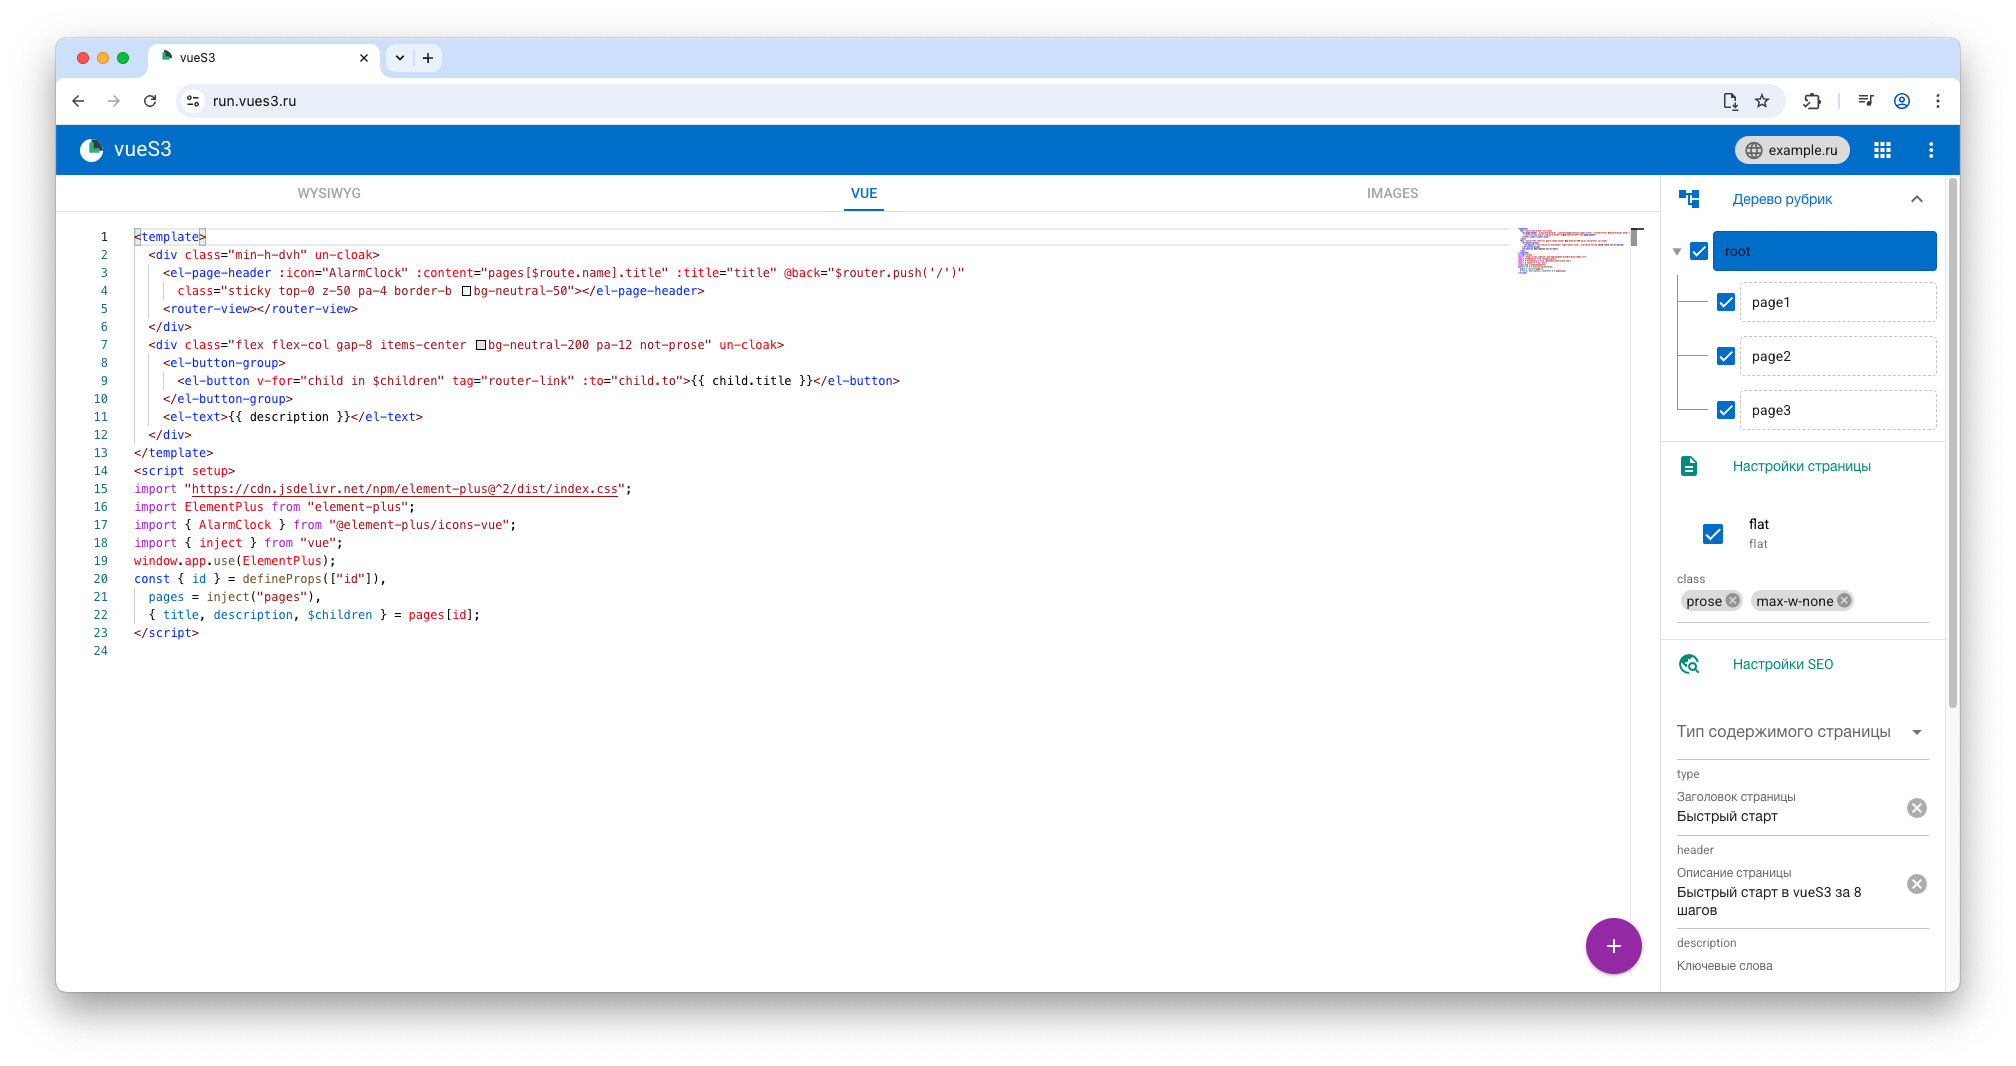 vueS3
run.vues3.ru
vueS3
example.ru
WYSIWYG
VUE
IMAGES
1 <template>
2 <div class="min-h-dvh" un-cloak>
3 <el-page-header :icon="AlarmClock" :content="pages[$route.name].title" :title="title" @back="$router.push('/')"
4 class="sticky top-0 z-50 pa-4 border-b bg-neutral-50"></el-page-header>
5 <router-view></router-view>
6 </div>
7 <div class="flex flex-col gap-8 items-center bg-neutral-200 pa-12 not-prose" un-cloak>
8 <el-button-group>
9 <el-button v-for="child in $children" tag="router-link" :to="child.to">{{ child.title }}</el-button>
10 </el-button-group>
11 <el-text>{{ description }}</el-text>
12 </div>
13 </template>
14 <script setup>
15 import "https://cdn.jsdelivr.net/npm/element-plus@^2/dist/index.css";
16 import ElementPlus from "element-plus";
17 import { AlarmClock } from "@element-plus/icons-vue";
18 import { inject } from "vue";
19 window.app.use(ElementPlus);
20 const { id } = defineProps(["id"]),
21 pages = inject("pages"),
22 { title, description, $children } = pages[id];
23 </script>
24
Дерево рубрик
root
page1
page2
page3
Настройки страницы
flat
flat
class
prose
max-w-none
Настройки SEO
Тип содержимого страницы
type
Заголовок страницы
Быстрый старт
header
Описание страницы
Быстрый старт в vueS3 за 8
шагов
description
Ключевые слова